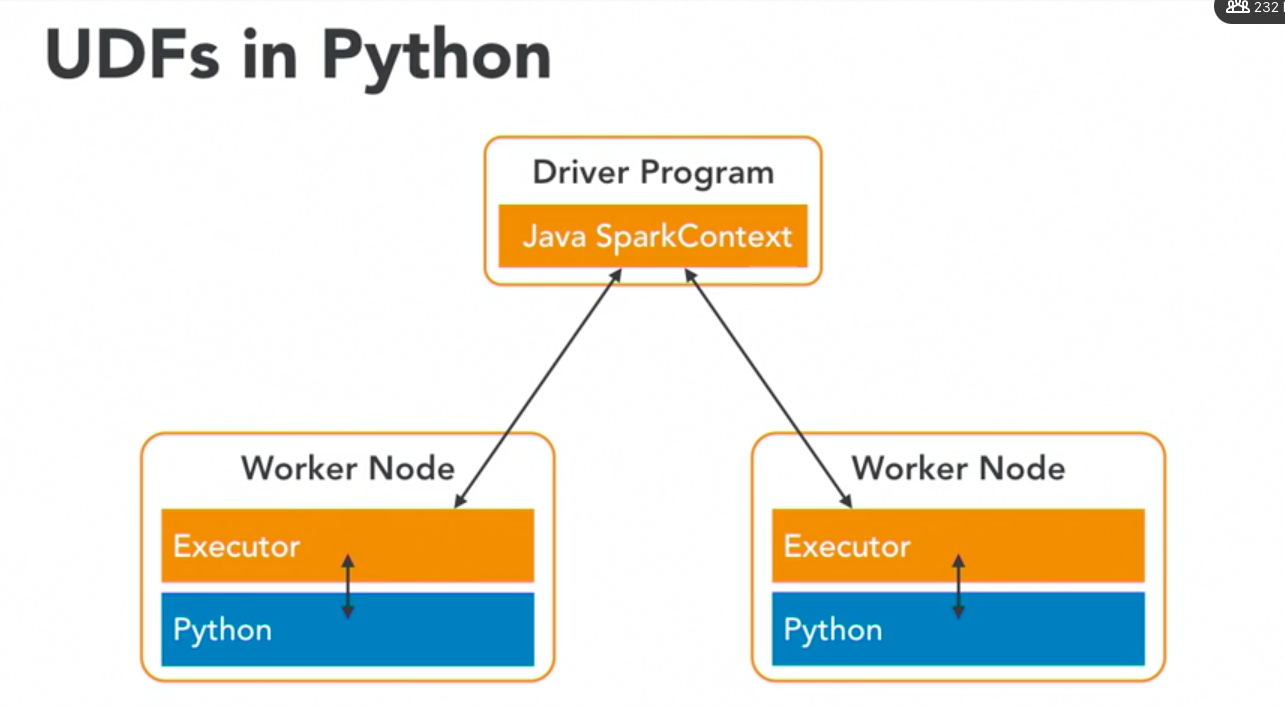 232
UDFs in Python
Driver Program
Java SparkContext
Worker Node
Executor
Python
Worker Node
Executor
Python